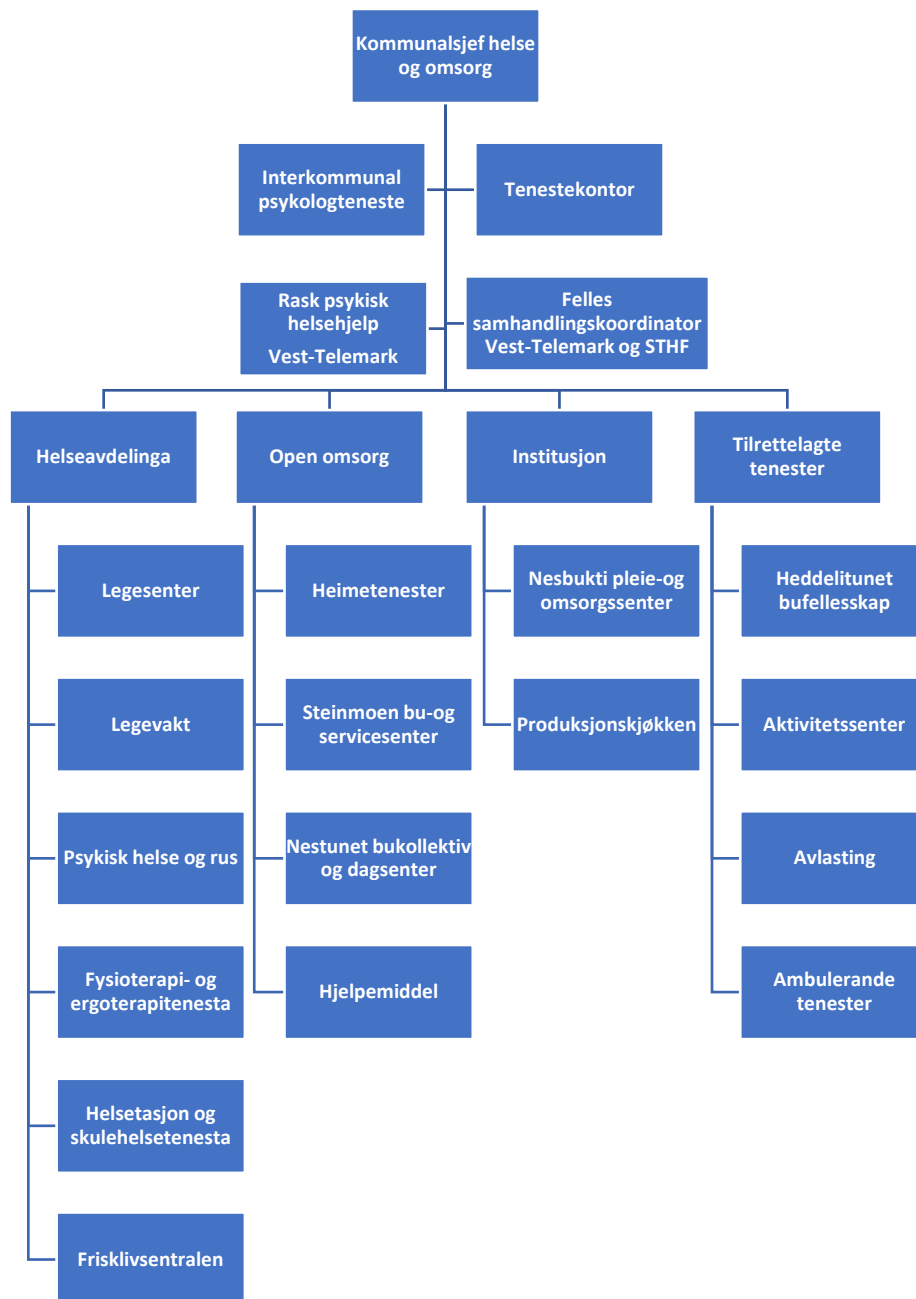 Kommunalsjef helse
og omsorg
Interkommunal
psykologteneste
Tenestekontor
Rask psykisk
helsehjelp
Vest-Telemark
Felles
samhandlingskoordinator
Vest-Telemark og STHF
Helseavdelinga
Legesenter
Legevakt
Psykisk helse og rus
Fysioterapi- og
ergoterapitenesta
Helsetasjon og
skulehelsetenesta
Frisklivsentralen
Open omsorg
Heimetenester
Steinmoen bu-og
servicesenter
Nestunet bukollektiv
og dagsenter
Hjelpemiddel
Institusjon
Nesbukti pleie-og
omsorgssenter
Produksjonskjøkken
Tilrettelagte
tenester
Heddelitunet
bufellesskap
Aktivitetssenter
Avlasting
Ambulerande
tenester